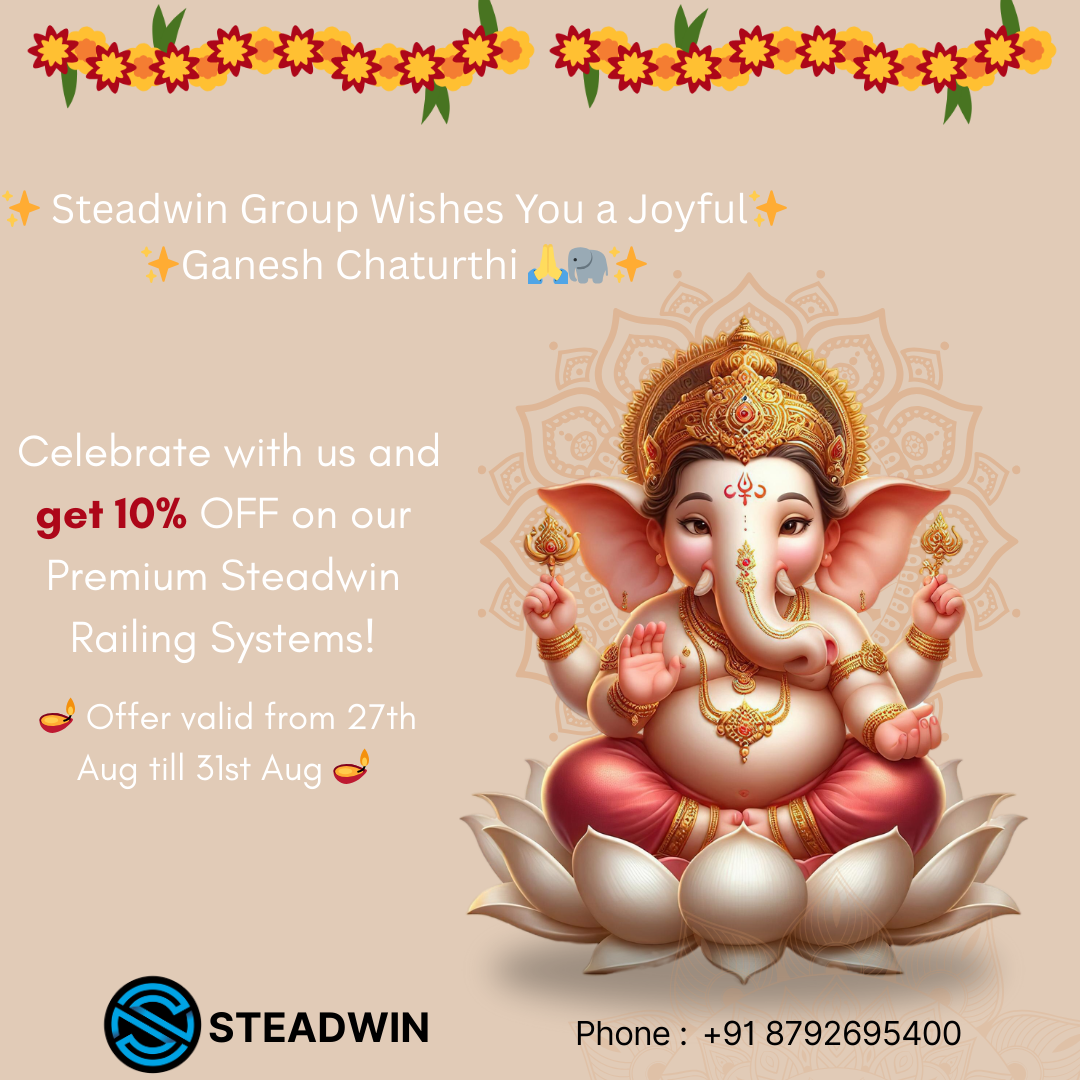 ✨ Steadwin Group Wishes You a Joyful✨
✨Ganesh Chaturthi 🙏🐘✨
Celebrate with us and
get 10% OFF on our
Premium Steadwin
Railing Systems!
🪔 Offer valid from 27th
Aug till 31st Aug 🪔
STEADWIN
Phone : +91 8792695400